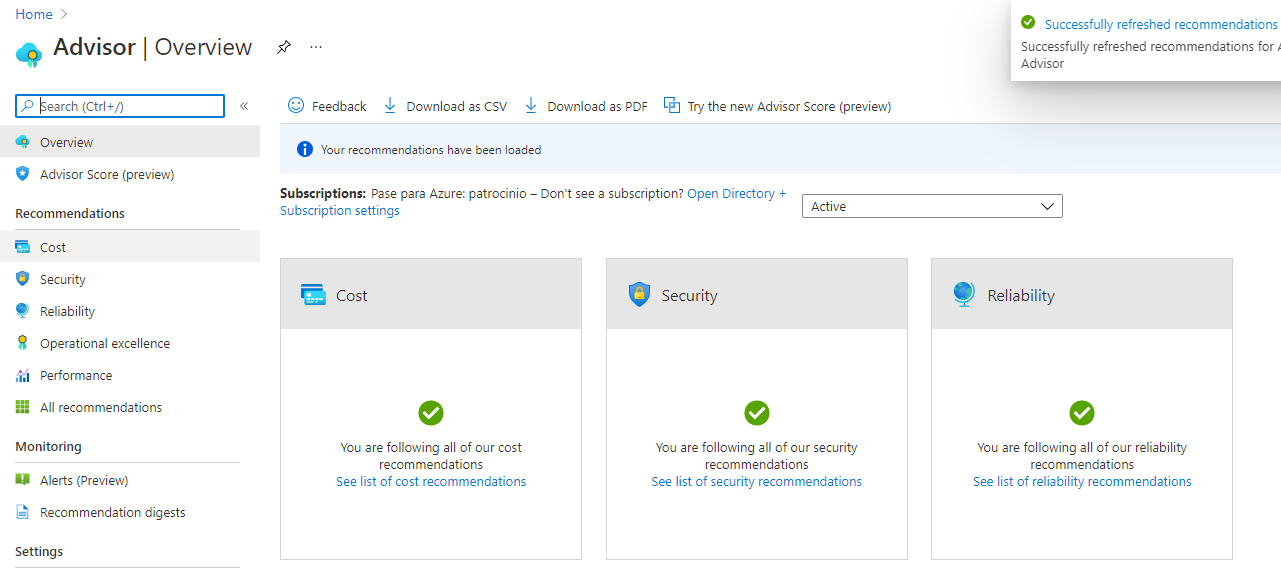 Home >
Advisor | Overview
...
Successfully refreshed recommendations
Successfully refreshed recommendations for A
Advisor
Search (Ctrl+/)
«
Overview
Advisor Score (preview)
Recommendations
Cost
Security
Reliability
Operational excellence
Performance
All recommendations
Monitoring
Alerts (Preview)
Recommendation digests
Settings
Feedback
Download as CSV
Download as PDF
Try the new Advisor Score (preview)
Your recommendations have been loaded
Subscriptions: Pase para Azure: patrocinio – Don't see a subscription? Open Directory +
Subscription settings
Active
Cost
You are following all of our cost
recommendations
See list of cost recommendations
Security
You are following all of our security
recommendations
See list of security recommendations
Reliability
You are following all of our reliability
recommendations
See list of reliability recommendations